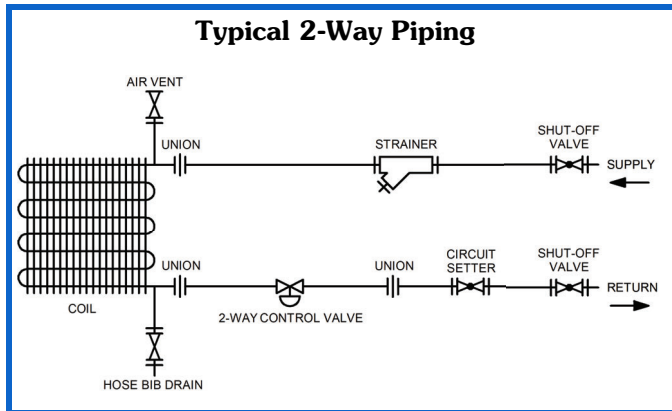 Typical 2-Way Piping
AIR VENT
UNION
STRAINER
SHUT-OFF
VALVE
SUPPLY
UNION
UNION
CIRCUIT
SETTER
SHUT-OFF
VALVE
RETURN
COIL
2-WAY CONTROL VALVE
HOSE BIB DRAIN